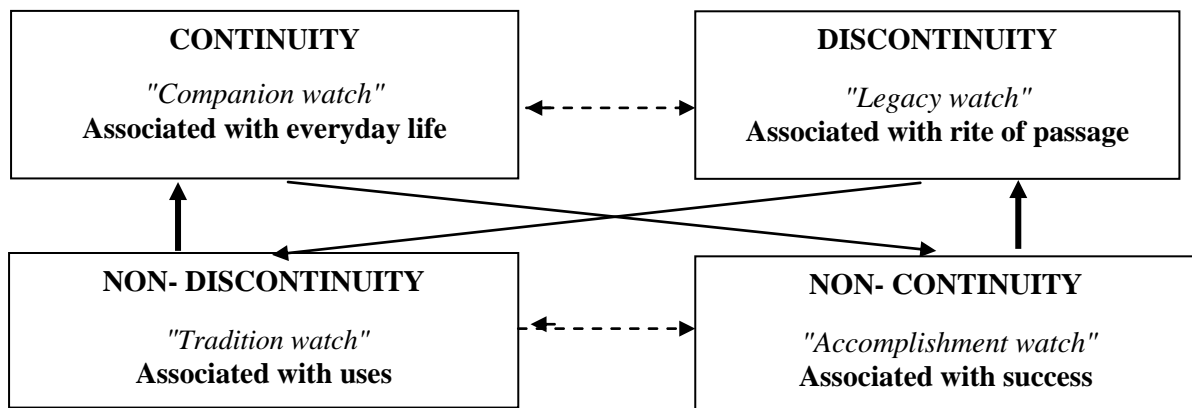 CONTINUITY
"Companion watch"
Associated with everyday life
DISCONTINUITY
"Legacy watch"
Associated with rite of passage
NON- DISCONTINUITY
"Tradition watch"
Associated with uses
NON- CONTINUITY
"Accomplishment watch"
Associated with success